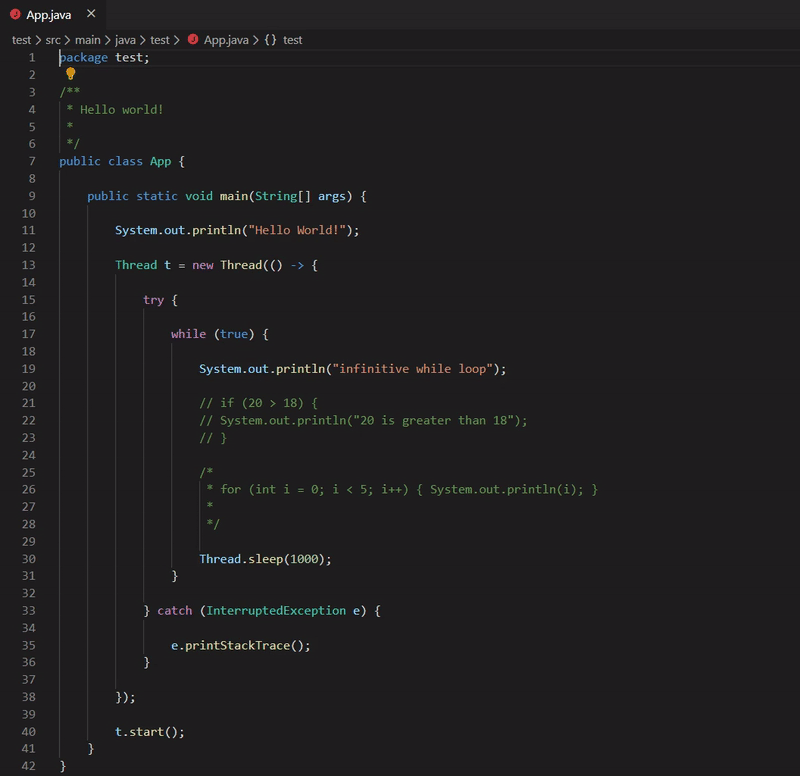 App.java
test > src > main > java > test > App.java > {} test
1 package test;
2
3 /**
4  * Hello world!
5  *
6  */
7 public class App {
8
9     public static void main(String[] args) {
10
11         System.out.println("Hello World!");
12
13         Thread t = new Thread(() -> {
14
15             try {
16
17                 while (true) {
18
19                     System.out.println("infinitive while loop");
20
21                     // if (20 > 18) {
22                     // System.out.println("20 is greater than 18");
23                     // }
24
25                     /*
26                      * for (int i = 0; i < 5; i++) { System.out.println(i); }
27                      *
28                      */
29
30                     Thread.sleep(1000);
31                 }
32
33             } catch (InterruptedException e) {
34
35                 e.printStackTrace();
36             }
37
38         });
39
40         t.start();
41     }
42 }